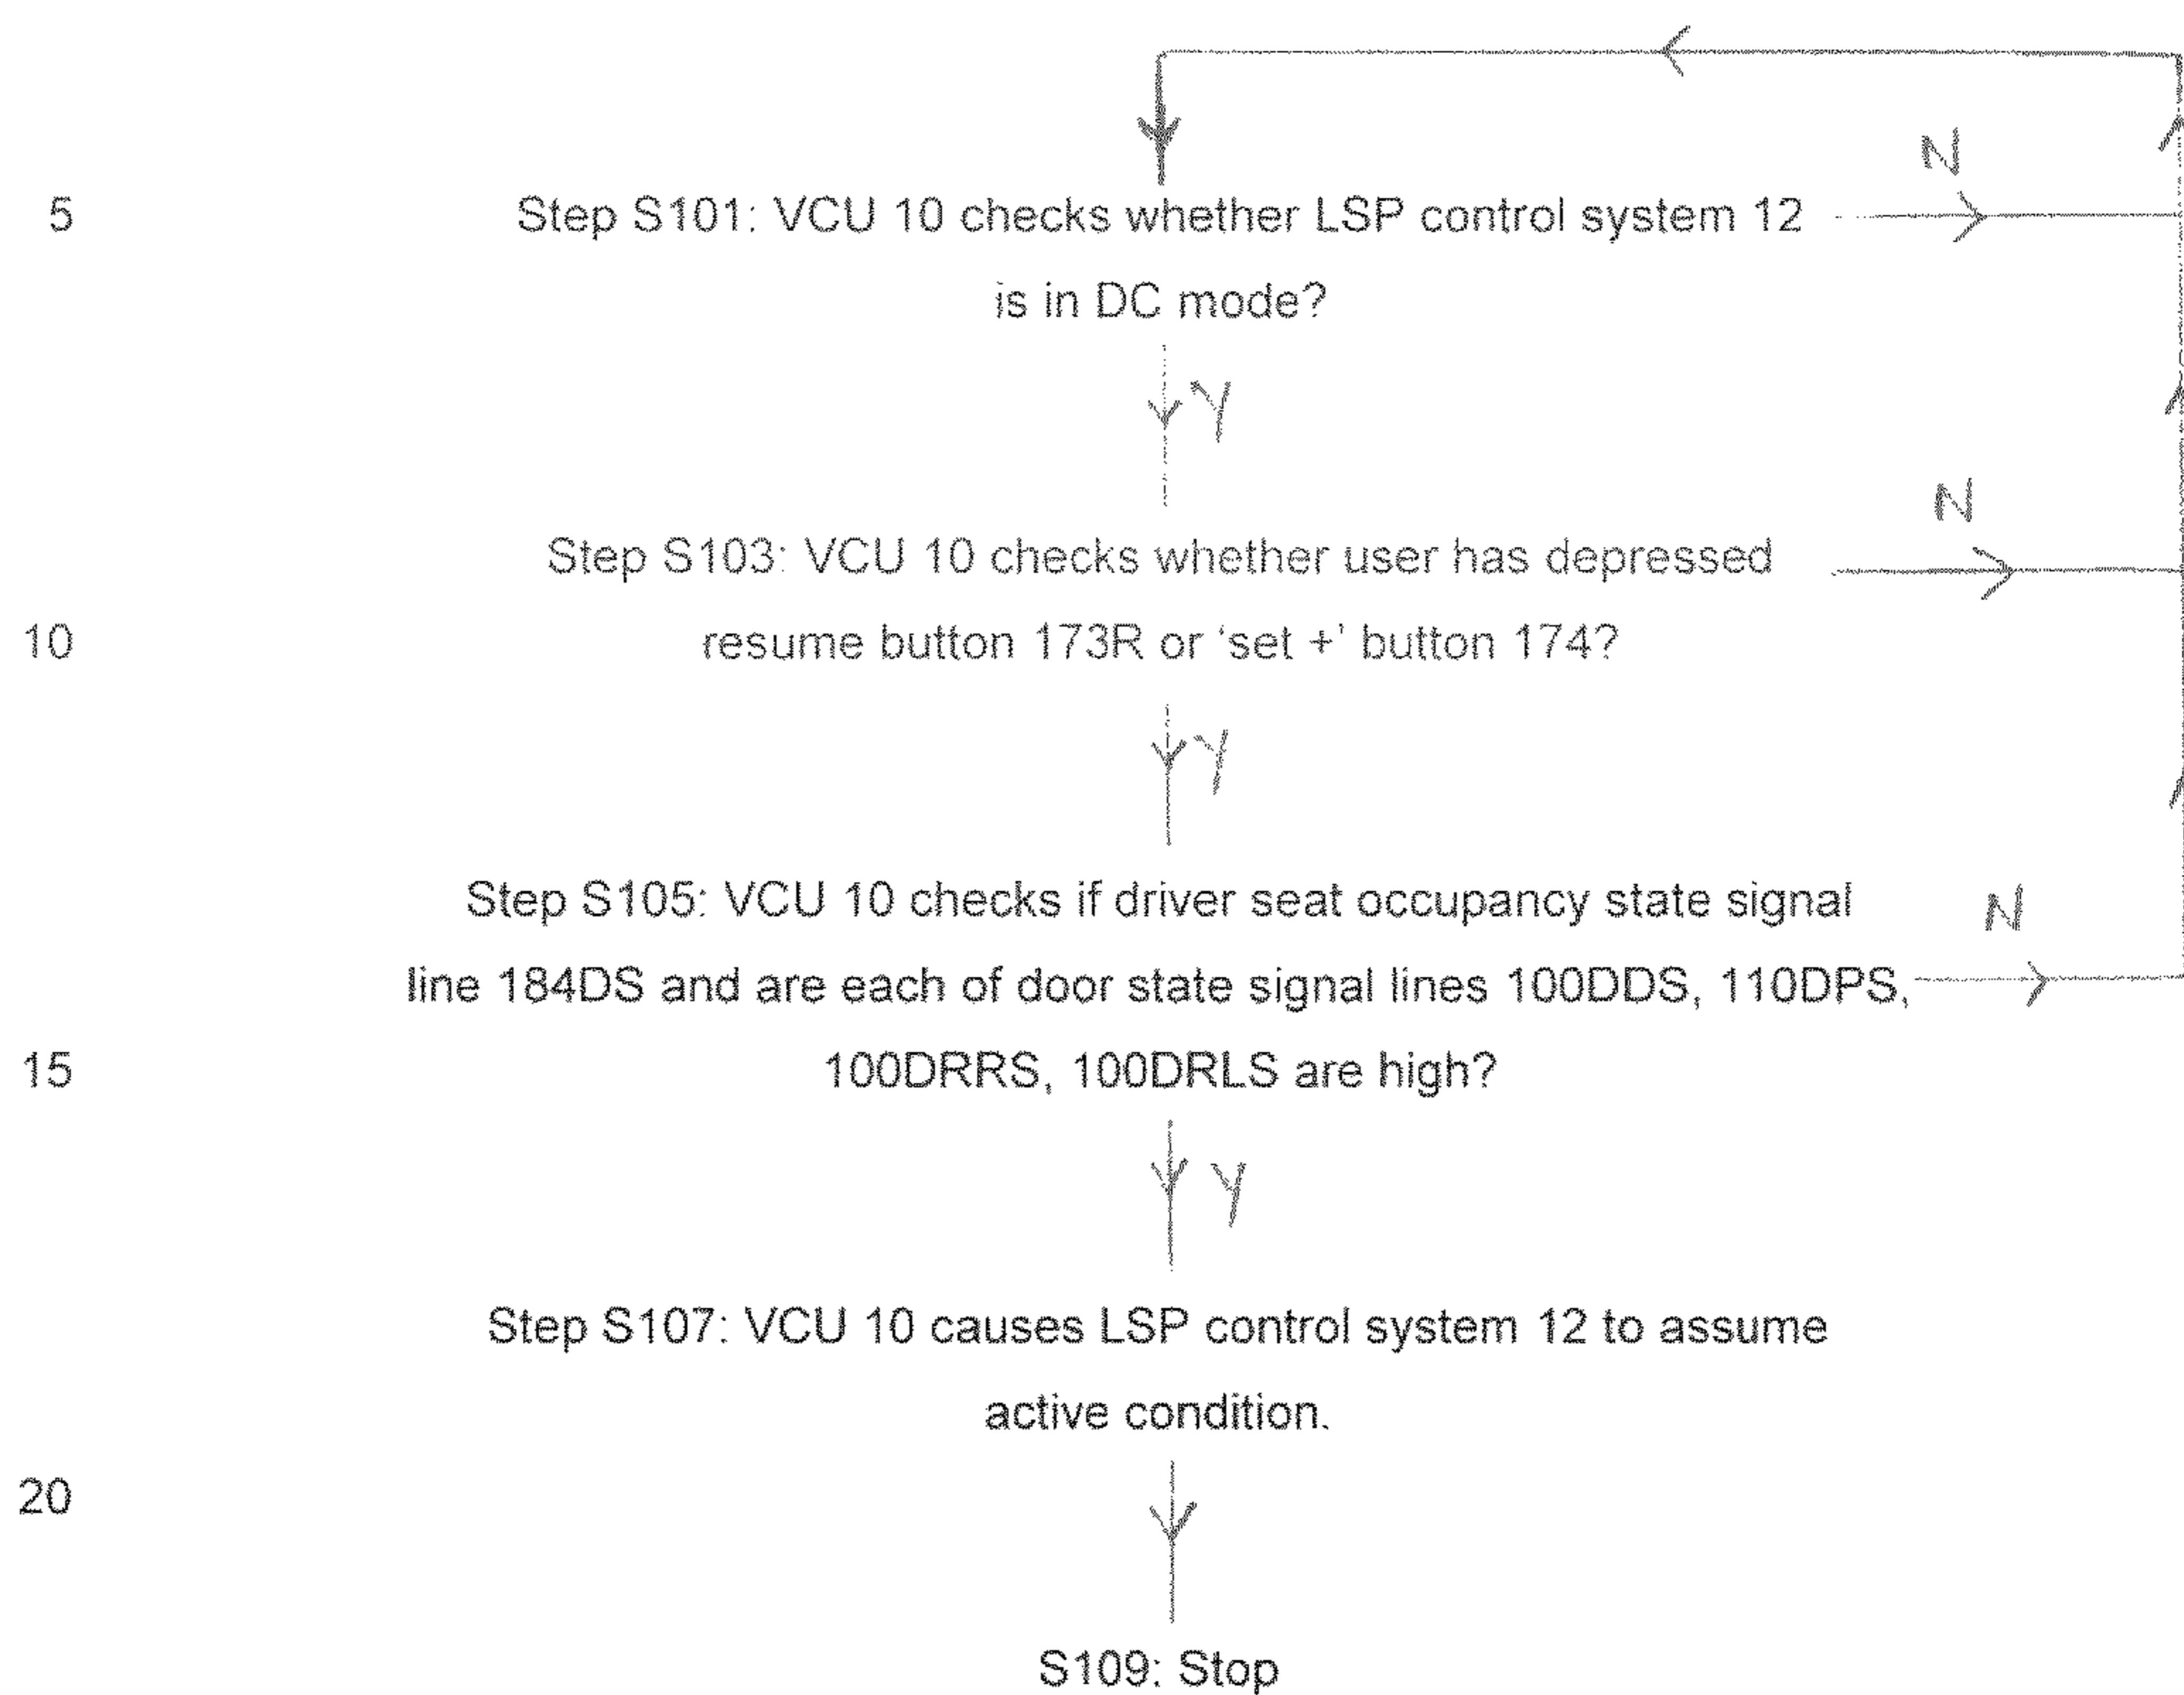 N
5 Step S101: VCU 10 checks whether LSP control system 12
is in DC mode?
Y
N
Step S103: VCU 10 checks whether user has depressed
10 resume button 173R or ‘set +’ button 174?
Y
Step S105: VCU 10 checks if driver seat occupancy state signal
N
line 184DS and are each of door state signal lines 100DDS, 110DPS,
15 100DRRS, 100DRLS are high?
Y
Step S107: VCU 10 causes LSP control system 12 to assume
active condition.
20
S109: Stop